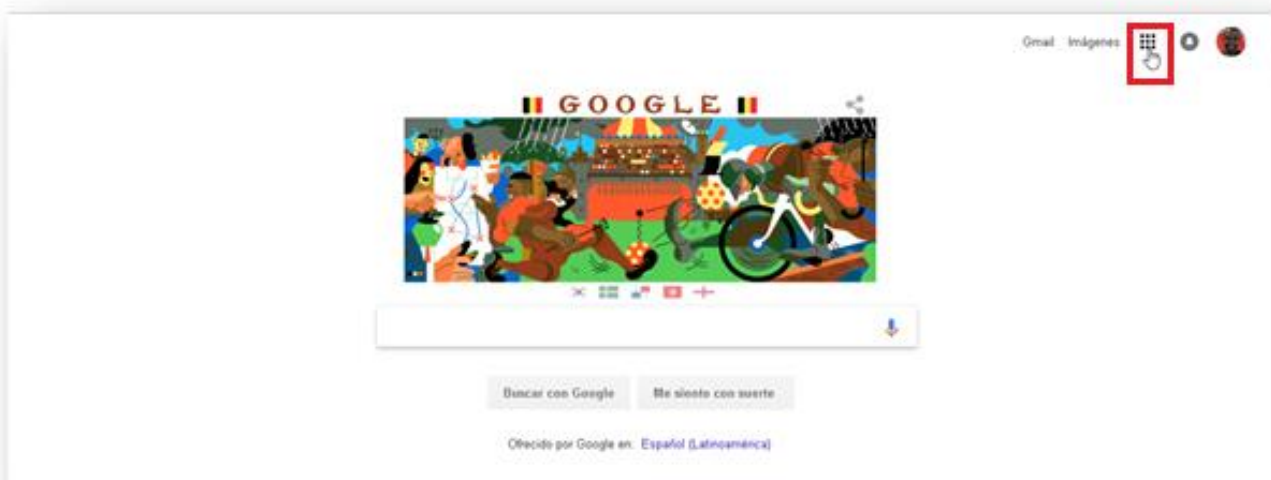 Gmail Imágenes
GOOGLE
Buscar con Google Me siento con suerte
Ofrecido por Google en: Español (Latinoamérica)